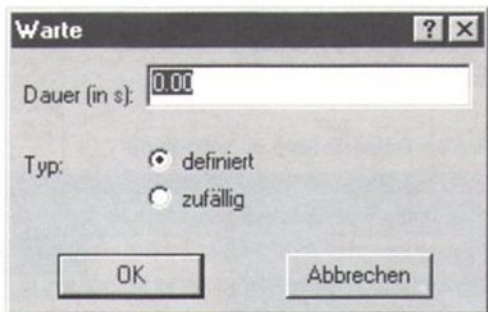 Warte ? ×
Dauer (in s): 0.00
Typ: definiert
zufällig
OK Abbrechen